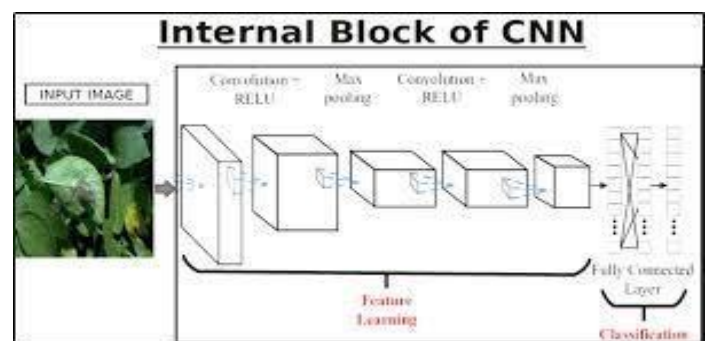 Internal Block of CNN
INPUT IMAGE
Convolution +
RELU
Max
pooling
Convolution +
RELU
Max
pooling
Fully Connected
Layer
Feature
Learning
Classification